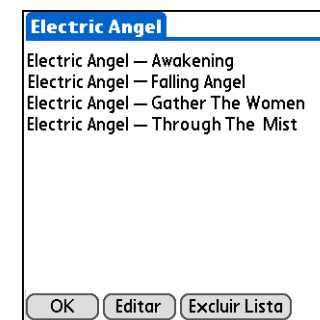 Electric Angel
Electric Angel — Awakening
Electric Angel — Falling Angel
Electric Angel — Gather The Women
Electric Angel — Through The Mist
OK Editar Excluir Lista